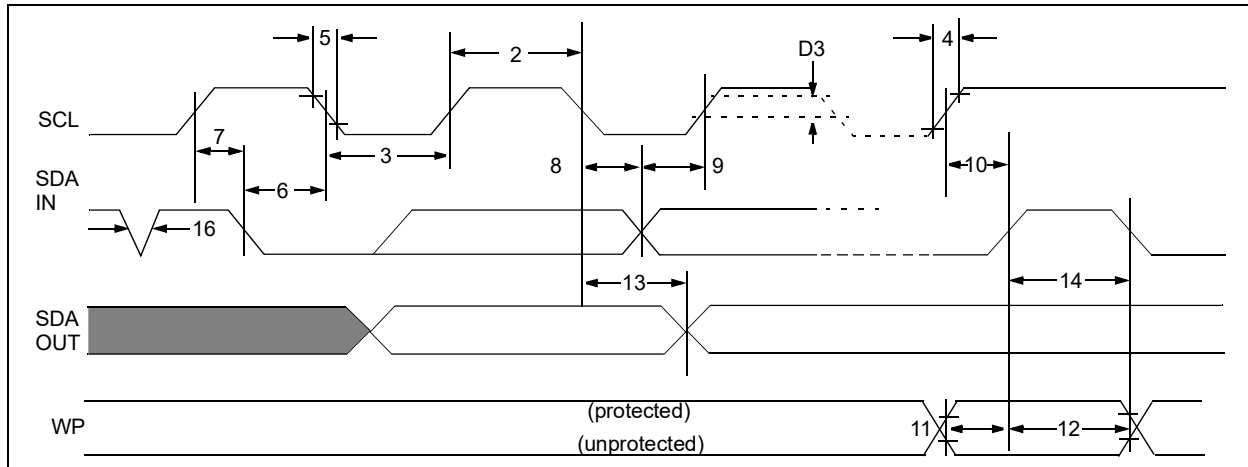 5
2
D3
4
SCL
7
3
8
9
10
6
SDA
IN
16
13
14
SDA
OUT
(protected)
WP
11
12
(unprotected)